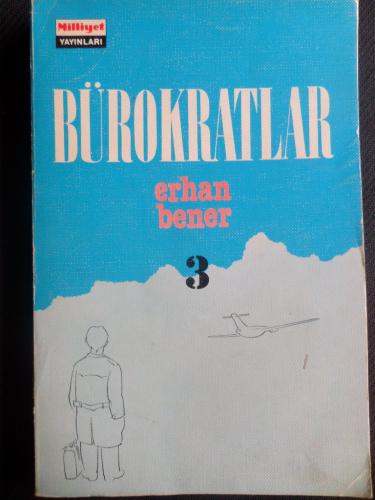 Milliyet
YAYINLARI
BÜROKRATLAR
erhan
bener
3